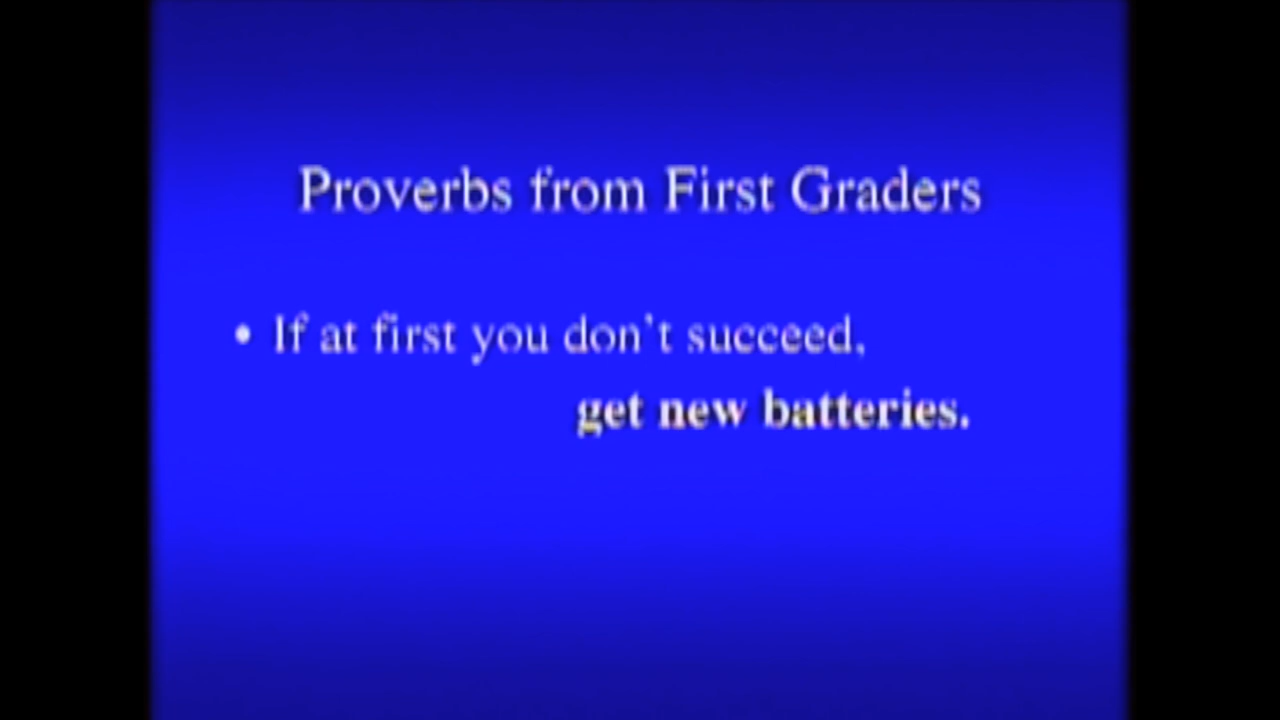 Proverbs from First Graders
• If at first you don't succeed,
get new batteries.